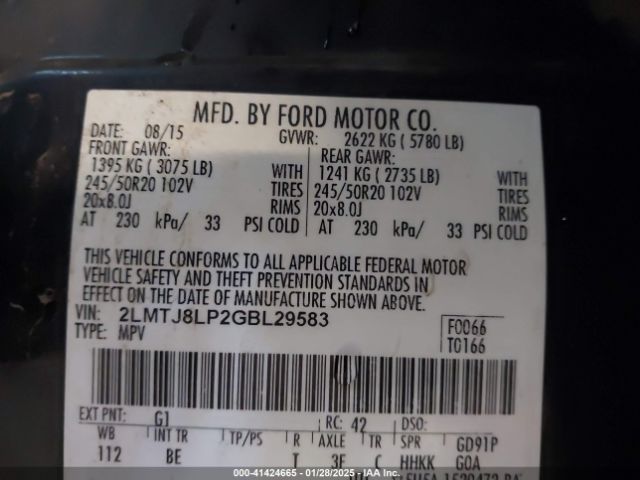 MFD. BY FORD MOTOR CO.
DATE: 08/15 GVWR: 2622 KG ( 5780 LB)
FRONT GAWR: REAR GAWR:
1395 KG ( 3075 LB) WITH 1241 KG ( 2735 LB) WITH
245/50R20 102V TIRES 245/50R20 102V TIRES
20x8.0J RIMS 20x8.0J RIMS
AT 230 kPa/ 33 PSI COLD AT 230 kPa/ 33 PSI COLD
THIS VEHICLE CONFORMS TO ALL APPLICABLE FEDERAL MOTOR
VEHICLE SAFETY AND THEFT PREVENTION STANDARDS IN
EFFECT ON THE DATE OF MANUFACTURE SHOWN ABOVE.
VIN: 2LMTJ8LP2GBL29583
TYPE: MPV
F0066
T0166
EXT PNT: G1 RC: 42 DSO:
WB INT TR TP/PS R AXLE TR SPR GD91P
112 BE T 3F C HHKK GOA
000-41424665 01/28/2025 IAA Inc.